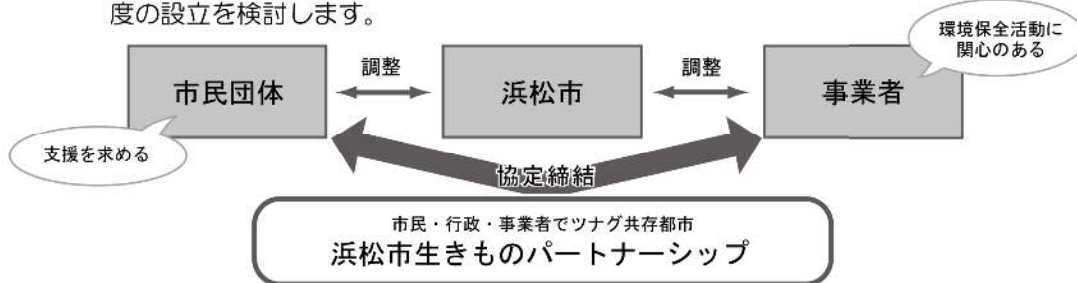 度の設立を検討します。
環境保全活動に
関心のある
市民団体
調整
浜松市
調整
事業者
支援を求める
協定締結
市民・行政・事業者でツナグ共存都市
浜松市生きものパートナーシップ